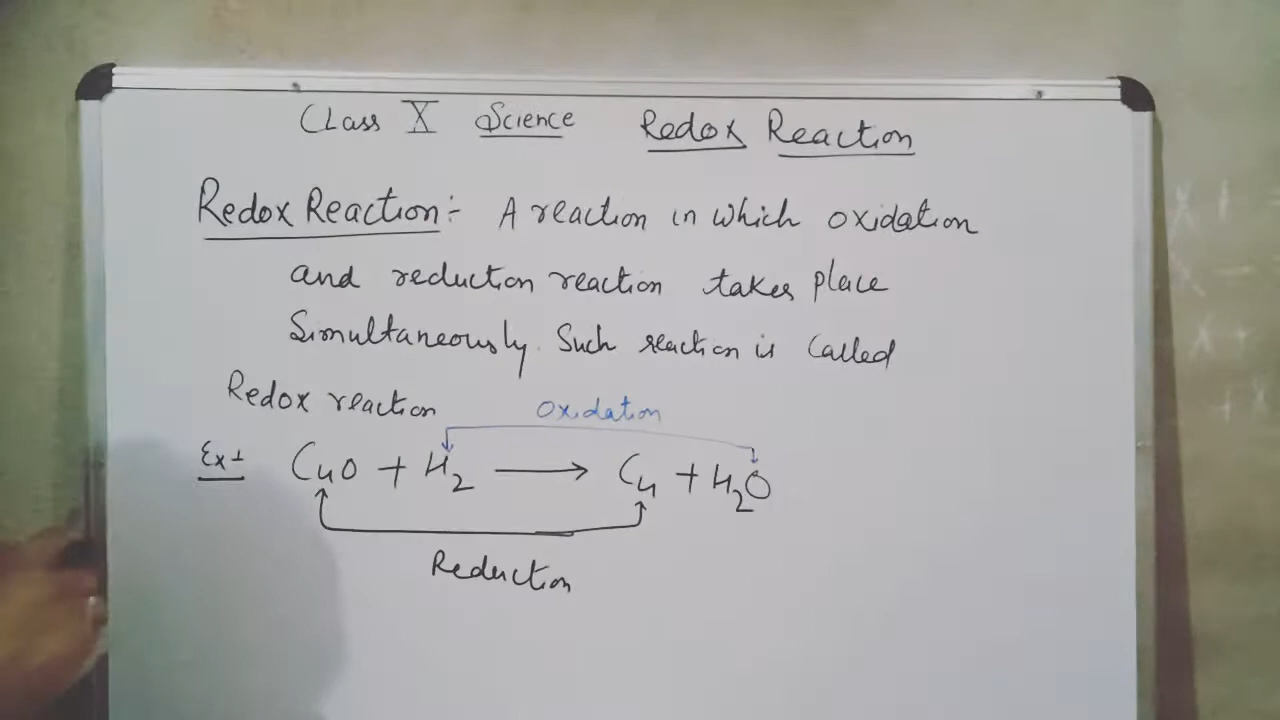 Class X Science Redox Reaction
Redox Reaction:- A reaction in which oxidation
and reduction reaction takes place
Simultaneously. Such reaction is called
Redox reaction
oxidation
Ex:- CuO + H₂ ⟶ Cu + H₂O
Reduction